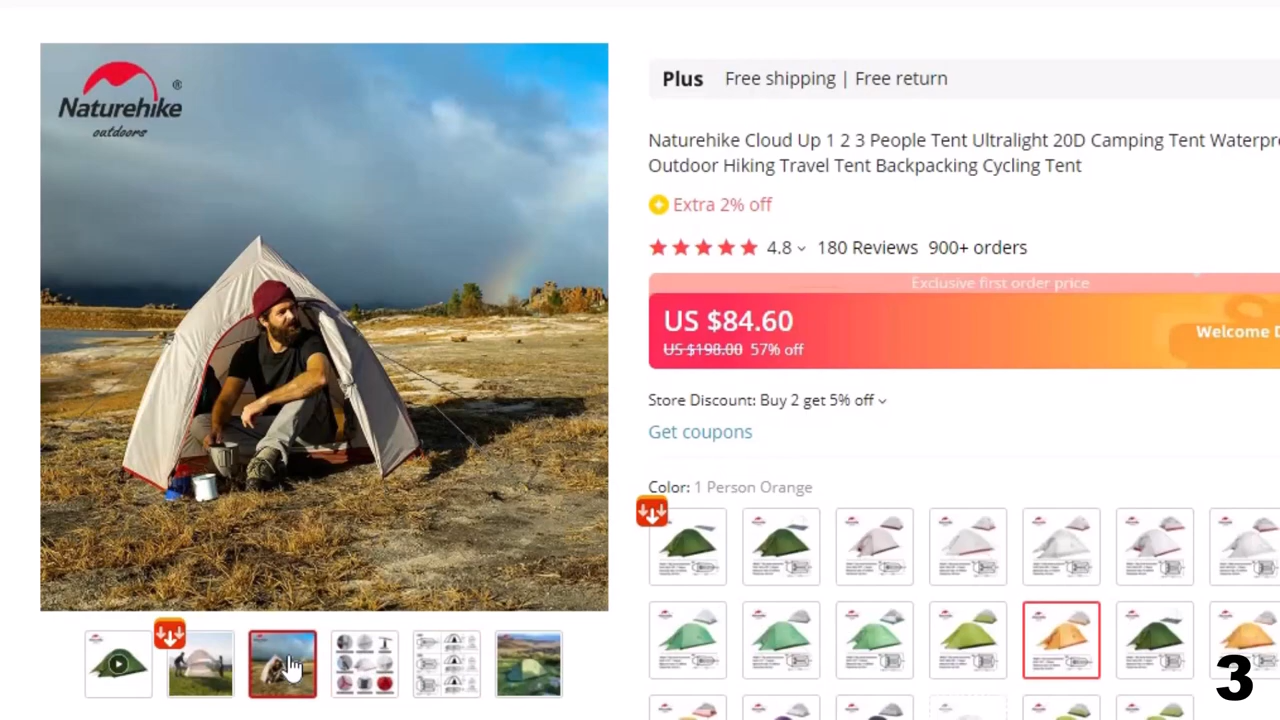 Naturehike®
outdoors
Plus Free shipping | Free return
Naturehike Cloud Up 1 2 3 People Tent Ultralight 20D Camping Tent
Outdoor Hiking Travel Tent Backpacking Cycling Tent
Extra 2% off
4.8 180 Reviews 900+ orders
Exclusive first order price
US $84.60
Welcome
US $198.00 57% off
Store Discount: Buy 2 get 5% off
Get coupons
Color: 1 Person Orange
3